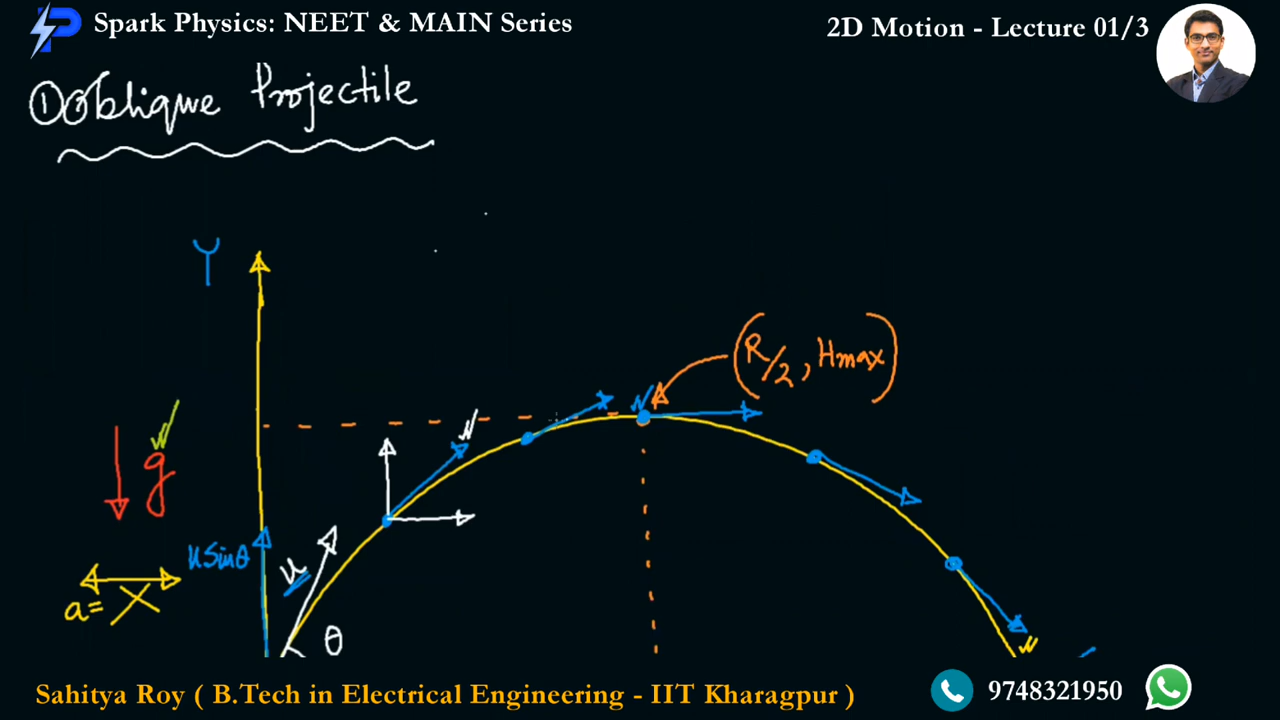 Spark Physics: NEET & MAIN Series
2D Motion - Lecture 01/3
① Oblique Projectile
Y
(R/2, Hmax)
g
u sinθ
u
a = X
θ
Sahitya Roy ( B.Tech in Electrical Engineering - IIT Kharagpur )
9748321950